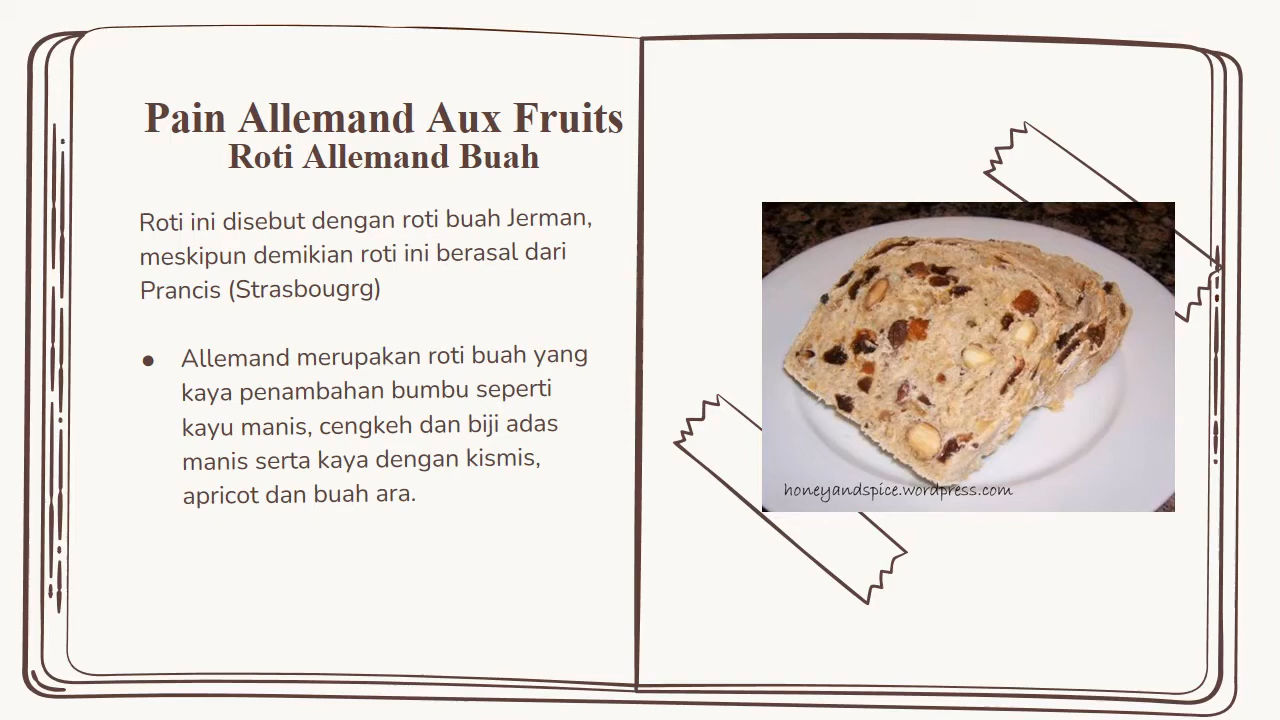 Pain Allemand Aux Fruits
Roti Allemand Buah
Roti ini disebut dengan roti buah Jerman,
meskipun demikian roti ini berasal dari
Prancis (Strasbougrg)
● Allemand merupakan roti buah yang
kaya penambahan bumbu seperti
kayu manis, cengkeh dan biji adas
manis serta kaya dengan kismis,
apricot dan buah ara.
honeyandspice.wordpress.com